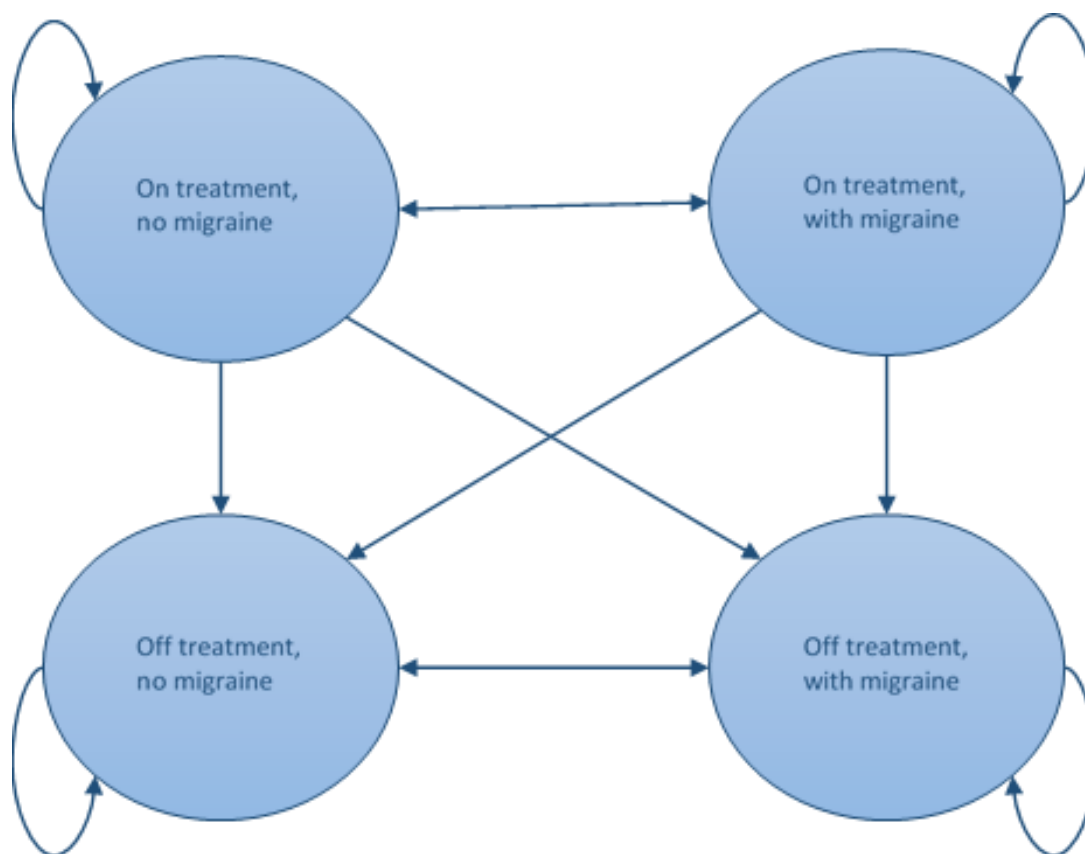 On treatment,
no migraine
On treatment,
with migraine
Off treatment,
no migraine
Off treatment,
with migraine